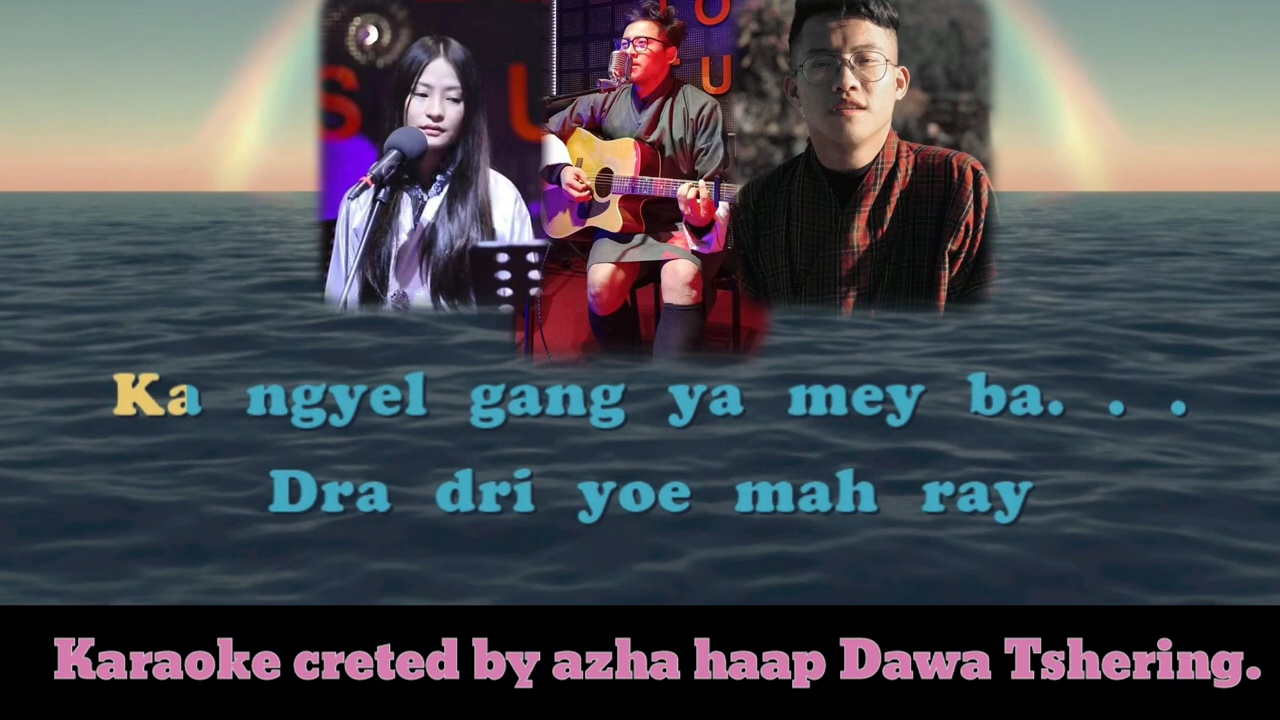 S U
O
U
Ka ngyel gang ya mey ba. . .
Dra dri yoe mah ray
Karaoke creted by azha haap Dawa Tshering.